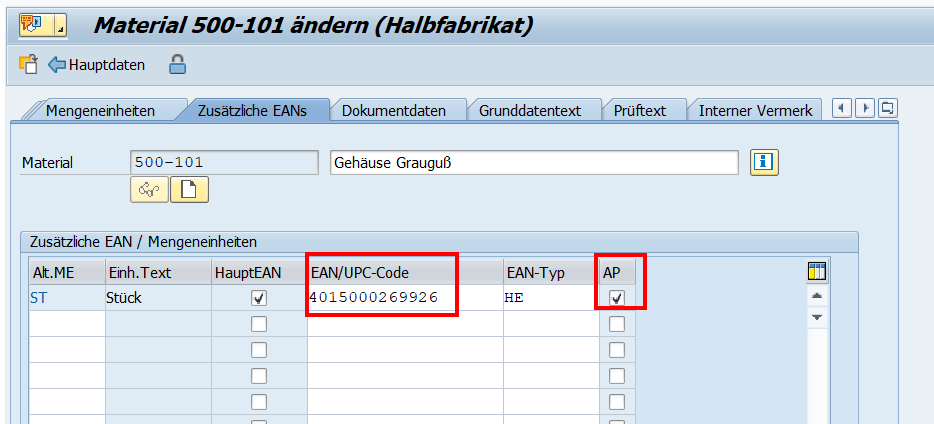 Material 500-101 ändern (Halbfabrikat)
Hauptdaten
Mengeneinheiten Zusätzliche EANs Dokumentdaten Grunddatentext Prüftext Interner Vermerk
Material 500-101 Gehäuse Grauguß
Zusätzliche EAN / Mengeneinheiten
Alt.ME Einh.Text HauptEAN EAN/UPC-Code EAN-Typ AP
ST Stück 4015000269926 HE